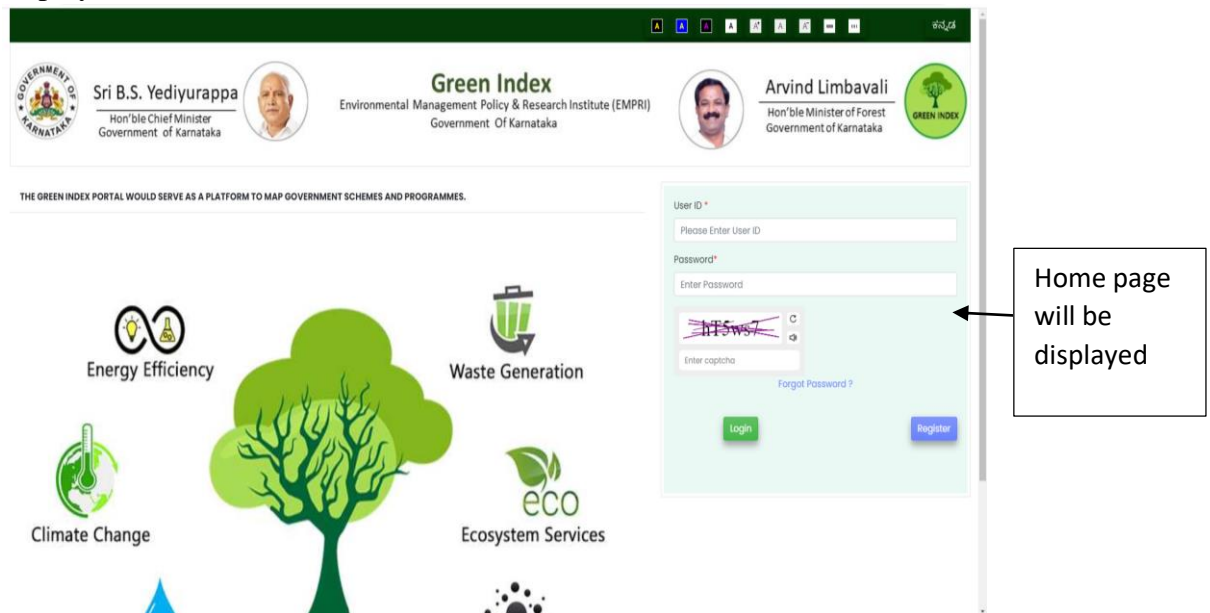 A A A A A+ A A-
ಕನ್ನಡ
GOVERNMENT OF KARNATAKA
Sri B.S. Yediyurappa
Hon'ble Chief Minister
Government of Karnataka
Green Index
Environmental Management Policy & Research Institute (EMPRI)
Government Of Karnataka
Arvind Limbavali
Hon'ble Minister of Forest
Government of Karnataka
GREEN INDEX
THE GREEN INDEX PORTAL WOULD SERVE AS A PLATFORM TO MAP GOVERNMENT SCHEMES AND PROGRAMMES.
User ID *
Please Enter User ID
Password*
Enter Password
hT5ws7
Enter captcha
Forgot Password ?
Login
Register
Energy Efficiency
Waste Generation
Climate Change
eco
Ecosystem Services
Home page
will be
displayed